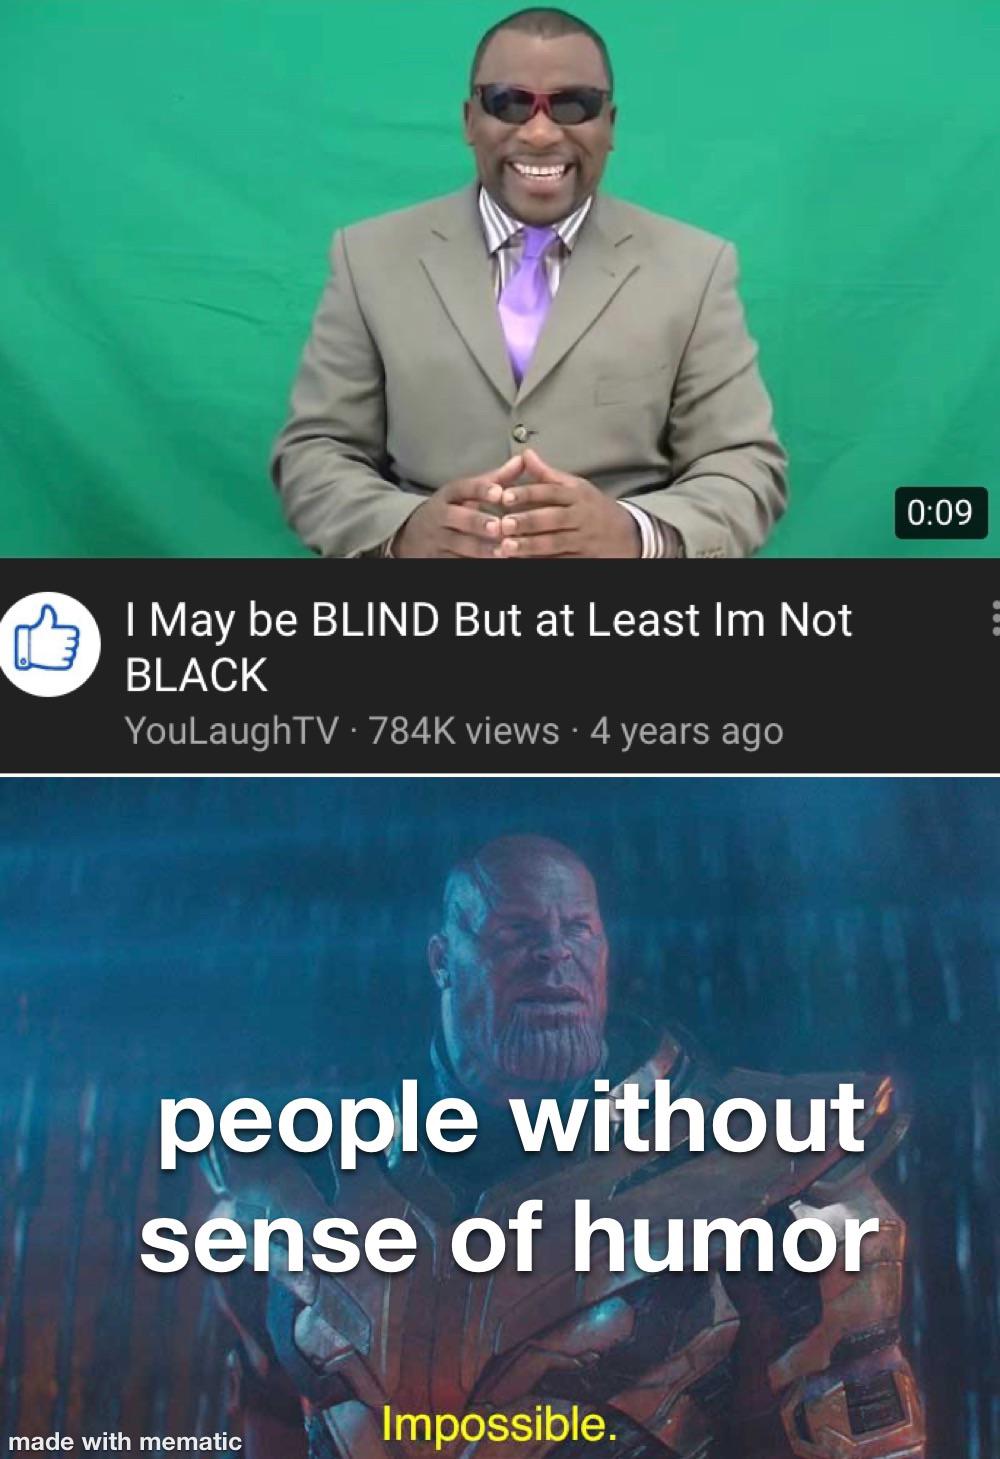 0:09
I May be BLIND But at Least Im Not
BLACK
YouLaughTV · 784K views · 4 years ago
people without
sense of humor
Impossible.
made with mematic